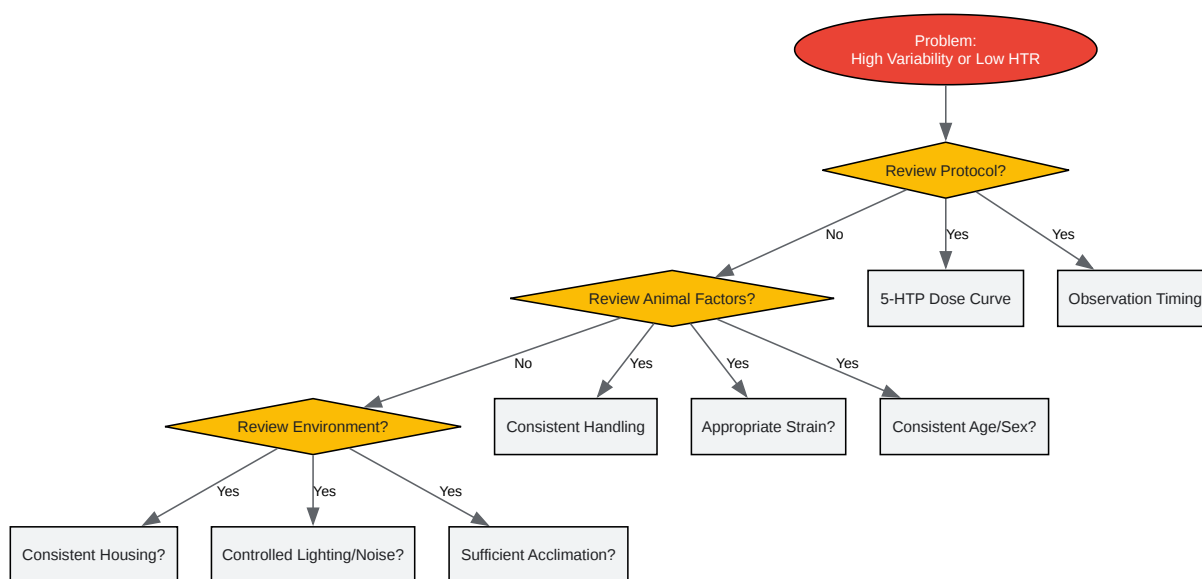 Problem:
High Variability or Low HTR
Review Protocol?
No
Yes
Yes
Review Animal Factors?
5-HTP Dose Curve
Observation Timing
No
Yes
Yes
Yes
Review Environment?
Consistent Handling
Appropriate Strain?
Consistent Age/Sex?
Yes
Yes
Yes
Consistent Housing?
Controlled Lighting/Noise?
Sufficient Acclimation?